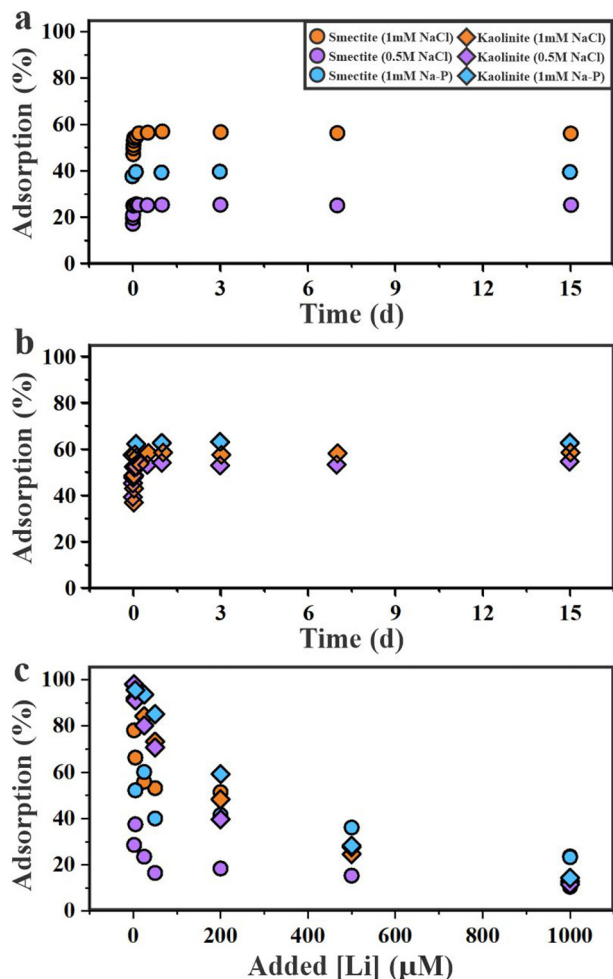 a
Smectite (1mM NaCl) Kaolinite (1mM NaCl)
Smectite (0.5M NaCl) Kaolinite (0.5M NaCl)
Smectite (1mM Na-P) Kaolinite (1mM Na-P)
Adsorption (%)
100
80
60
40
20
0
0 3 6 9 12 15
Time (d)
b
Adsorption (%)
100
80
60
40
20
0
0 3 6 9 12 15
Time (d)
c
Adsorption (%)
100
80
60
40
20
0
0 200 400 600 800 1000
Added [Li] (μM)